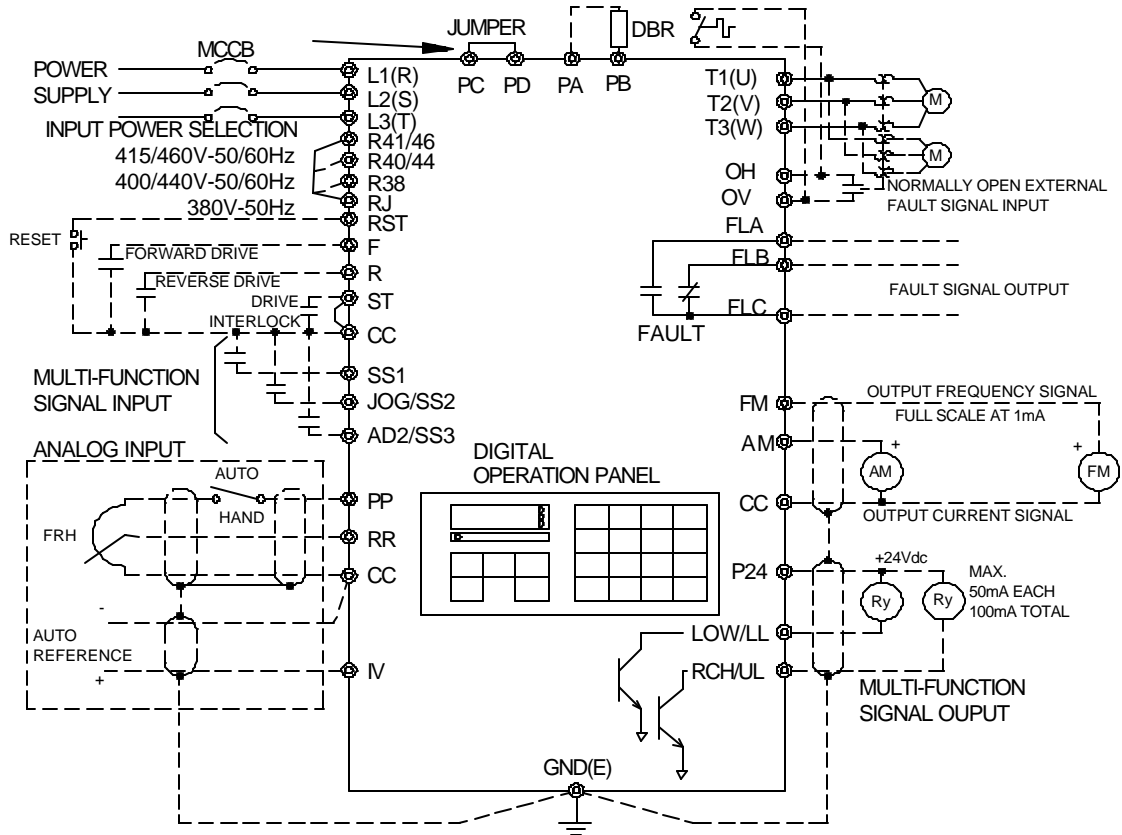 JUMPER
DBR
MCCB
POWER
SUPPLY
PC
PD
PA
PB
L1(R)
L2(S)
L3(T)
INPUT POWER SELECTION
415/460V-50/60Hz
400/440V-50/60Hz
380V-50Hz
R41/46
R40/44
R38
RJ
RST
RESET
F
FORWARD DRIVE
R
REVERSE DRIVE
ST
DRIVE
INTERLOCK
CC
MULTI-FUNCTION
SIGNAL INPUT
SS1
JOG/SS2
AD2/SS3
ANALOG INPUT
AUTO
HAND
FRH
PP
RR
CC
-
AUTO
REFERENCE
+
IV
DIGITAL
OPERATION PANEL
T1(U)
T2(V)
T3(W)
M
M
OH
OV
NORMALLY OPEN EXTERNAL
FAULT SIGNAL INPUT
FLA
FLB
FLC
FAULT
FAULT SIGNAL OUTPUT
FM
OUTPUT FREQUENCY SIGNAL
FULL SCALE AT 1mA
AM
+
AM
+
FM
CC
OUTPUT CURRENT SIGNAL
P24
+24Vdc
Ry
Ry
MAX.
50mA EACH
100mA TOTAL
LOW/LL
RCH/UL
MULTI-FUNCTION
SIGNAL OUPUT
GND(E)